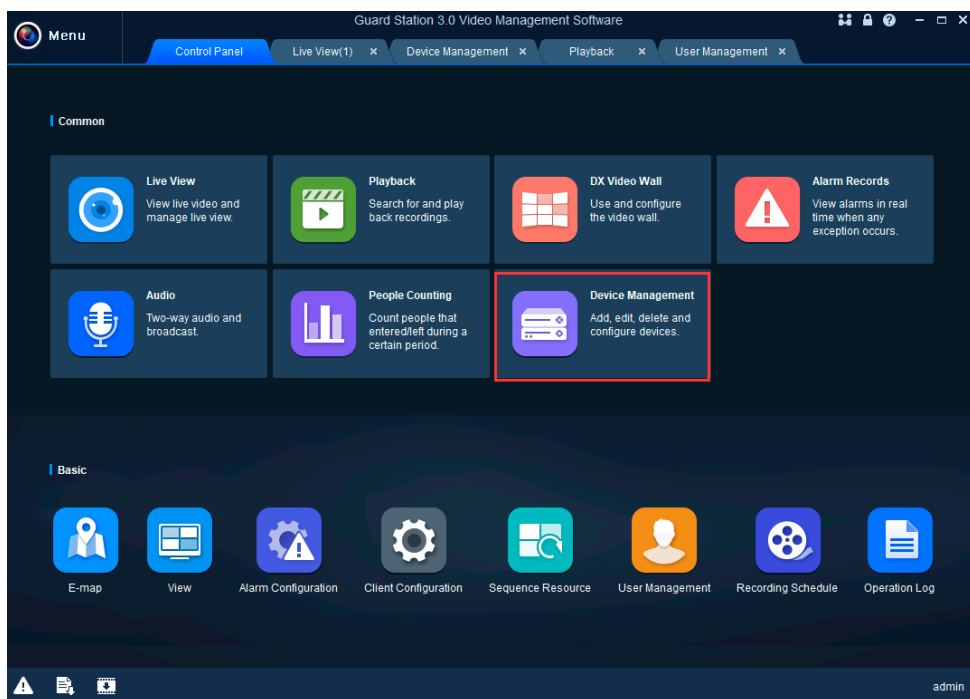 Guard Station 3.0 Video Management Software
Menu
Control Panel
Live View(1)
Device Management
Playback
User Management
Common
Live View
View live video and
manage live view.
Playback
Search for and play
back recordings.
DX Video Wall
Use and configure
the video wall.
Alarm Records
View alarms in real
time when any
exception occurs.
Audio
Two-way audio and
broadcast.
People Counting
Count people that
entered/left during a
certain period.
Device Management
Add, edit, delete and
configure devices.
Basic
E-map
View
Alarm Configuration
Client Configuration
Sequence Resource
User Management
Recording Schedule
Operation Log
admin